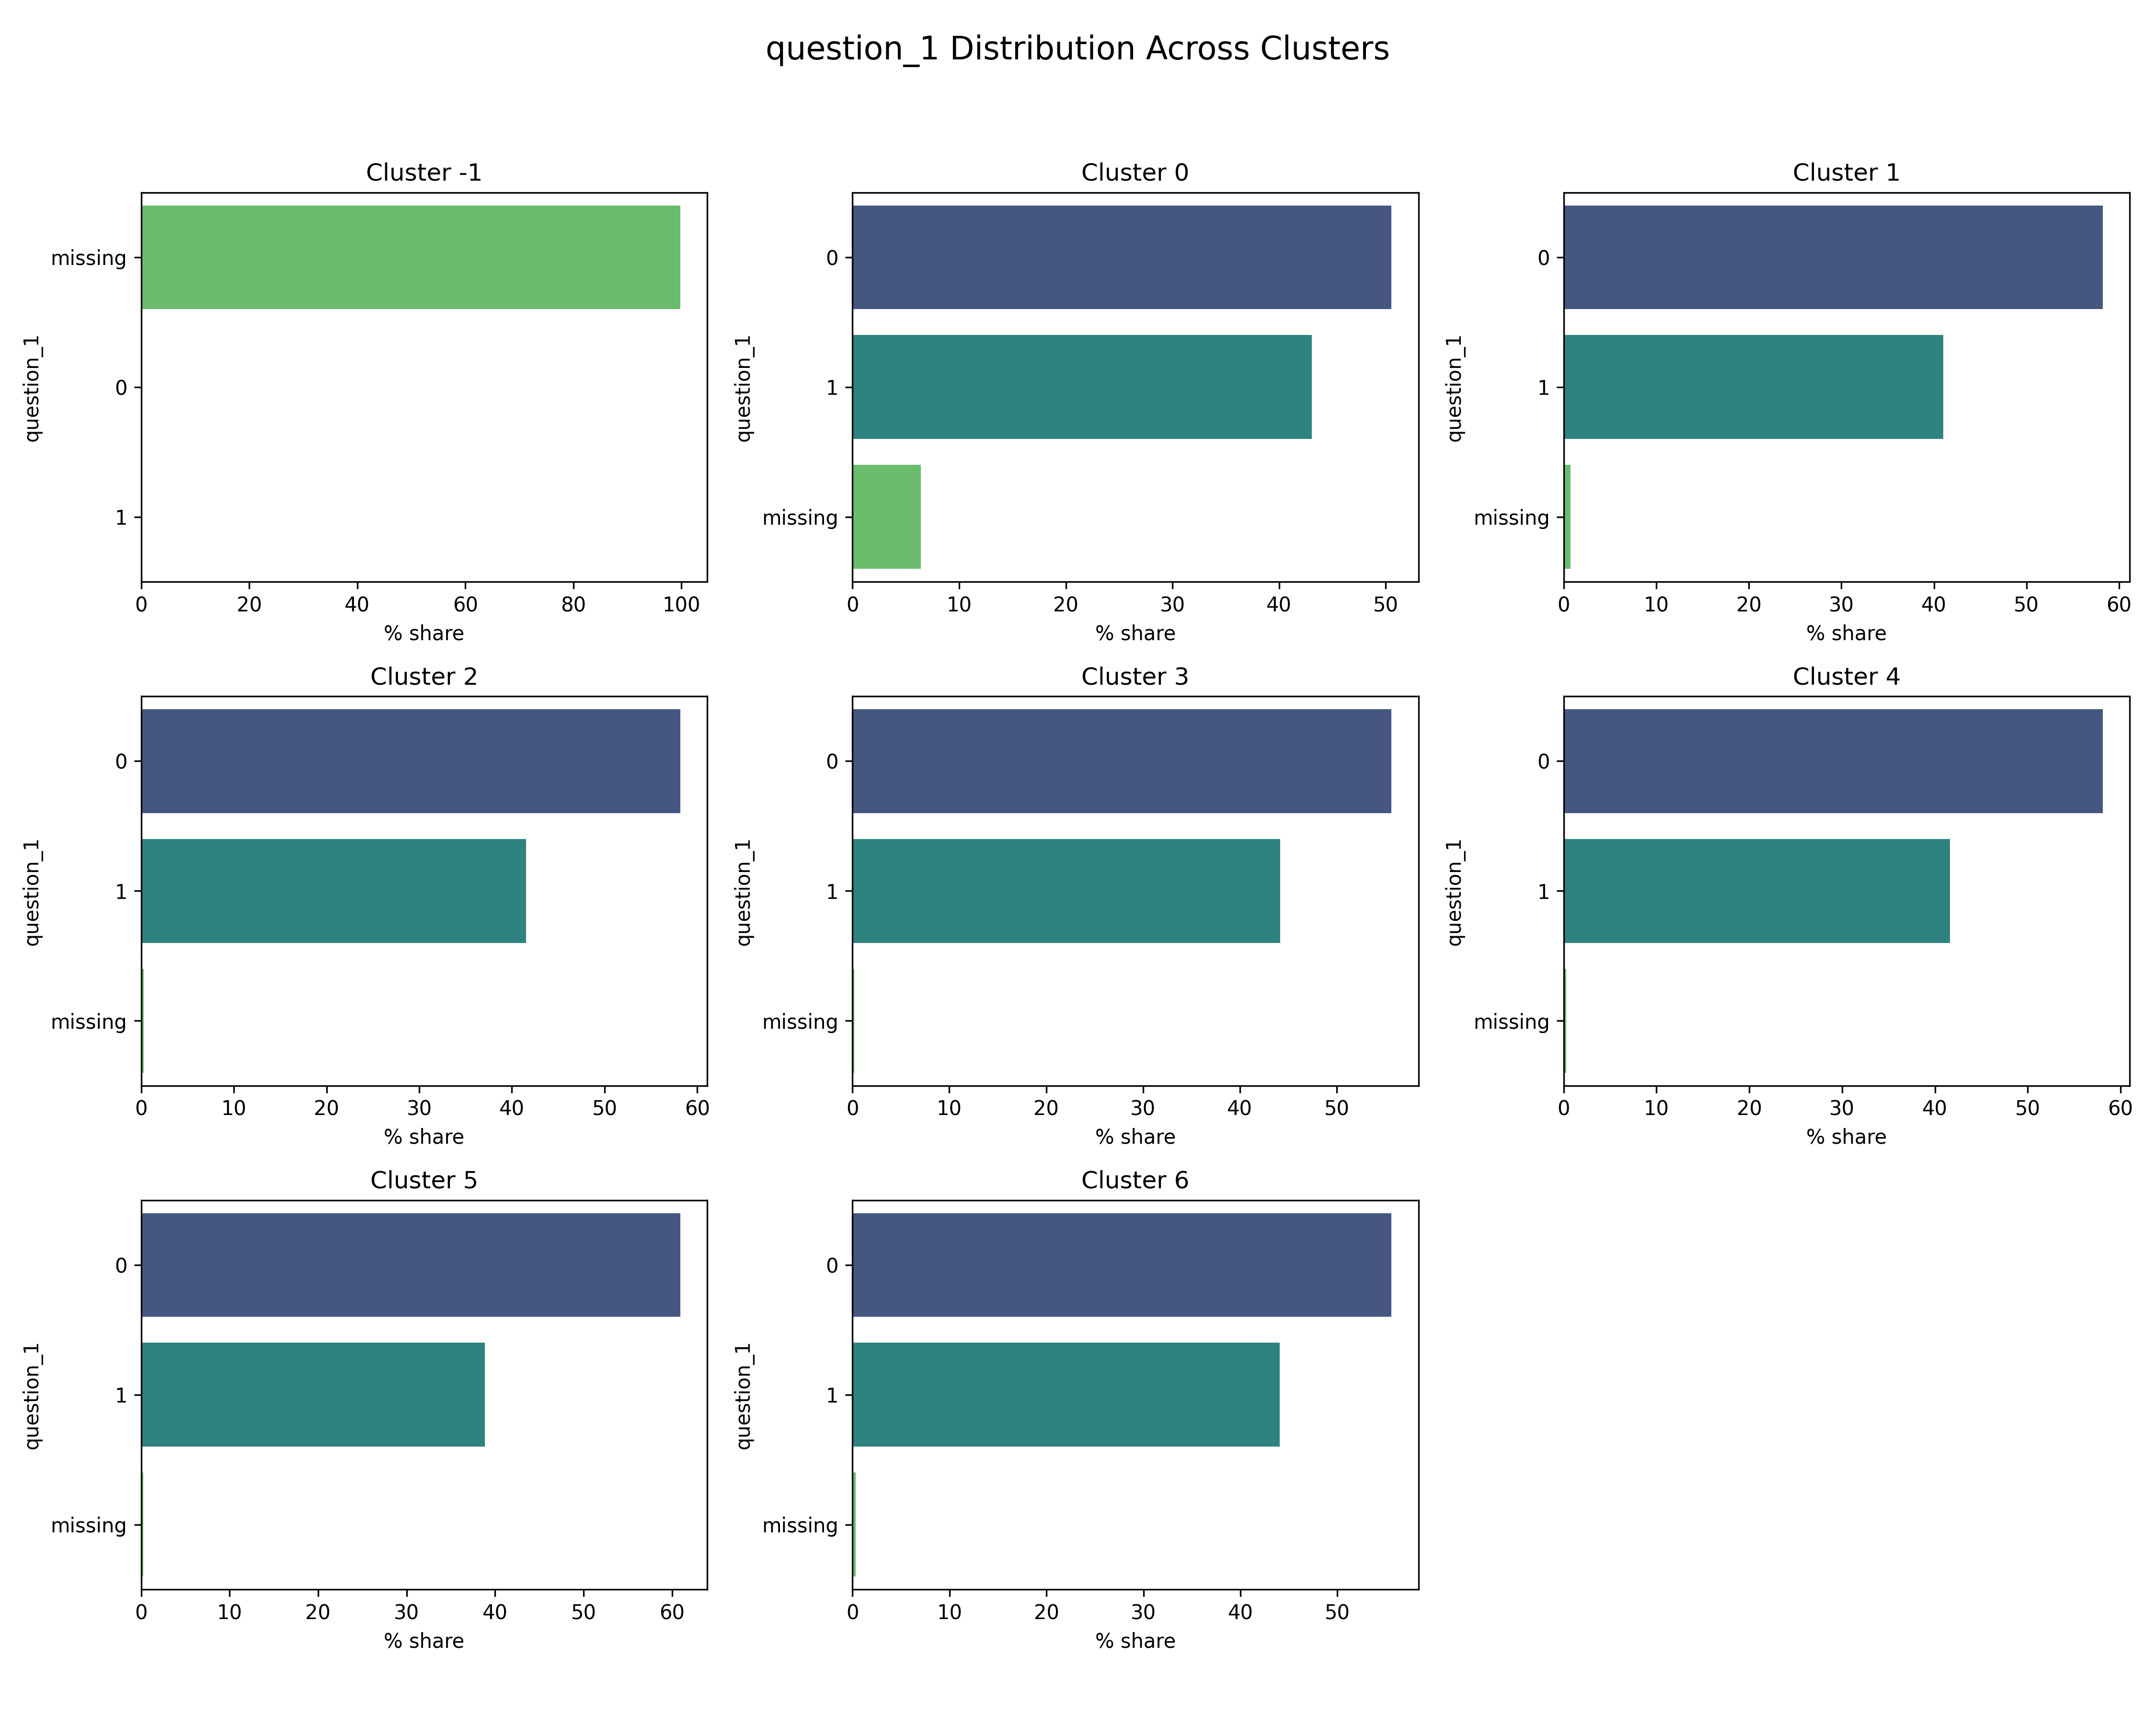 question_1 Distribution Across Clusters
Cluster -1
question_1
missing
0
1
0 20 40 60 80 100
% share
Cluster 0
question_1
0
1
missing
0 10 20 30 40 50
% share
Cluster 1
question_1
0
1
missing
0 10 20 30 40 50 60
% share
Cluster 2
question_1
0
1
missing
0 10 20 30 40 50 60
% share
Cluster 3
question_1
0
1
missing
0 10 20 30 40 50
% share
Cluster 4
question_1
0
1
missing
0 10 20 30 40 50 60
% share
Cluster 5
question_1
0
1
missing
0 10 20 30 40 50 60
% share
Cluster 6
question_1
0
1
missing
0 10 20 30 40 50
% share